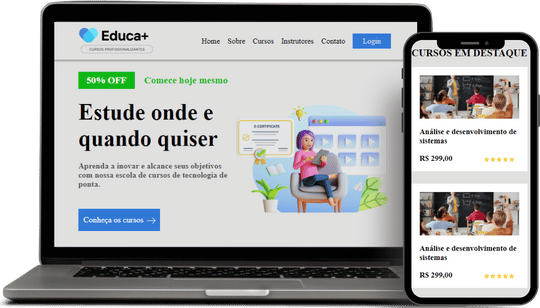 Educa+
CURSOS PROFISSIONALIZANTES
Home Sobre Cursos Instrutores Contato Login
50% OFF Comece hoje mesmo
Estude onde e
quando quiser
Aprenda a inovar e alcance seus objetivos
com nossa escola de cursos de tecnologia de
ponta.
Conheça os cursos →
CERTIFICATE
CURSOS EM DESTAQUE
Análise e desenvolvimento de
sistemas
R$ 299,00
Análise e desenvolvimento de
sistemas
R$ 299,00